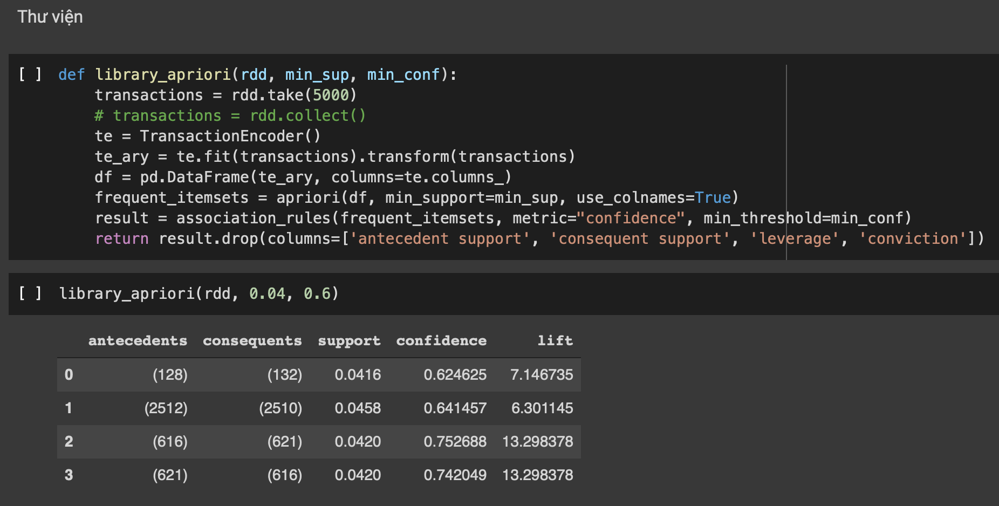 Thư viện
[ ] def library_apriori(rdd, min_sup, min_conf):
    transactions = rdd.take(5000)
    # transactions = rdd.collect()
    te = TransactionEncoder()
    te_ary = te.fit(transactions).transform(transactions)
    df = pd.DataFrame(te_ary, columns=te.columns_)
    frequent_itemsets = apriori(df, min_support=min_sup, use_colnames=True)
    result = association_rules(frequent_itemsets, metric="confidence", min_threshold=min_conf)
    return result.drop(columns=['antecedent support', 'consequent support', 'leverage', 'conviction'])
[ ] library_apriori(rdd, 0.04, 0.6)
antecedents consequents support confidence lift
0 (128) (132) 0.0416 0.624625 7.146735
1 (2512) (2510) 0.0458 0.641457 6.301145
2 (616) (621) 0.0420 0.752688 13.298378
3 (621) (616) 0.0420 0.742049 13.298378